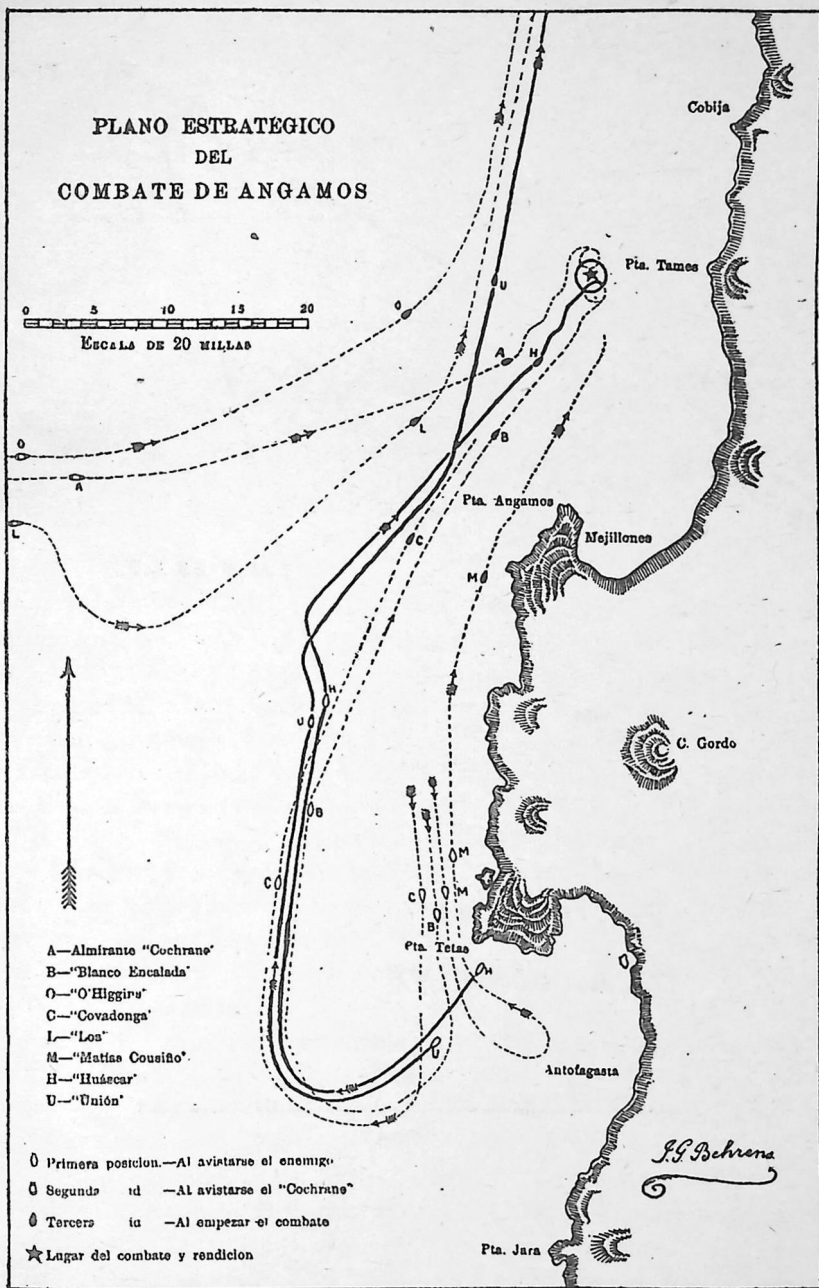 PLANO ESTRATEGICO
DEL
COMBATE DE ANGAMOS
0 5 10 15 20
ESCALA DE 20 MILLAS
Cobija
Pta. Tames
O
U
A
H
L
B
O
A
L
Pta. Angamos
Mejillones
C
M
H
U
C. Gordo
B
C
M
C
M
B
Pta. Tetas
H
U
Antofagasta
A—Almirante "Cochrane"
B—"Blanco Encalada"
O—"O'Higgins"
C—"Covadonga"
L—"Loa"
M—"Matías Cousiño"
H—"Huáscar"
U—"Unión"
Primera posicion.—Al avistarse el enemigo
Segunda id —Al avistarse el "Cochrane"
Tercera id —Al empezar el combate
Lugar del combate y rendicion
J.G. Behrens
Pta. Jara